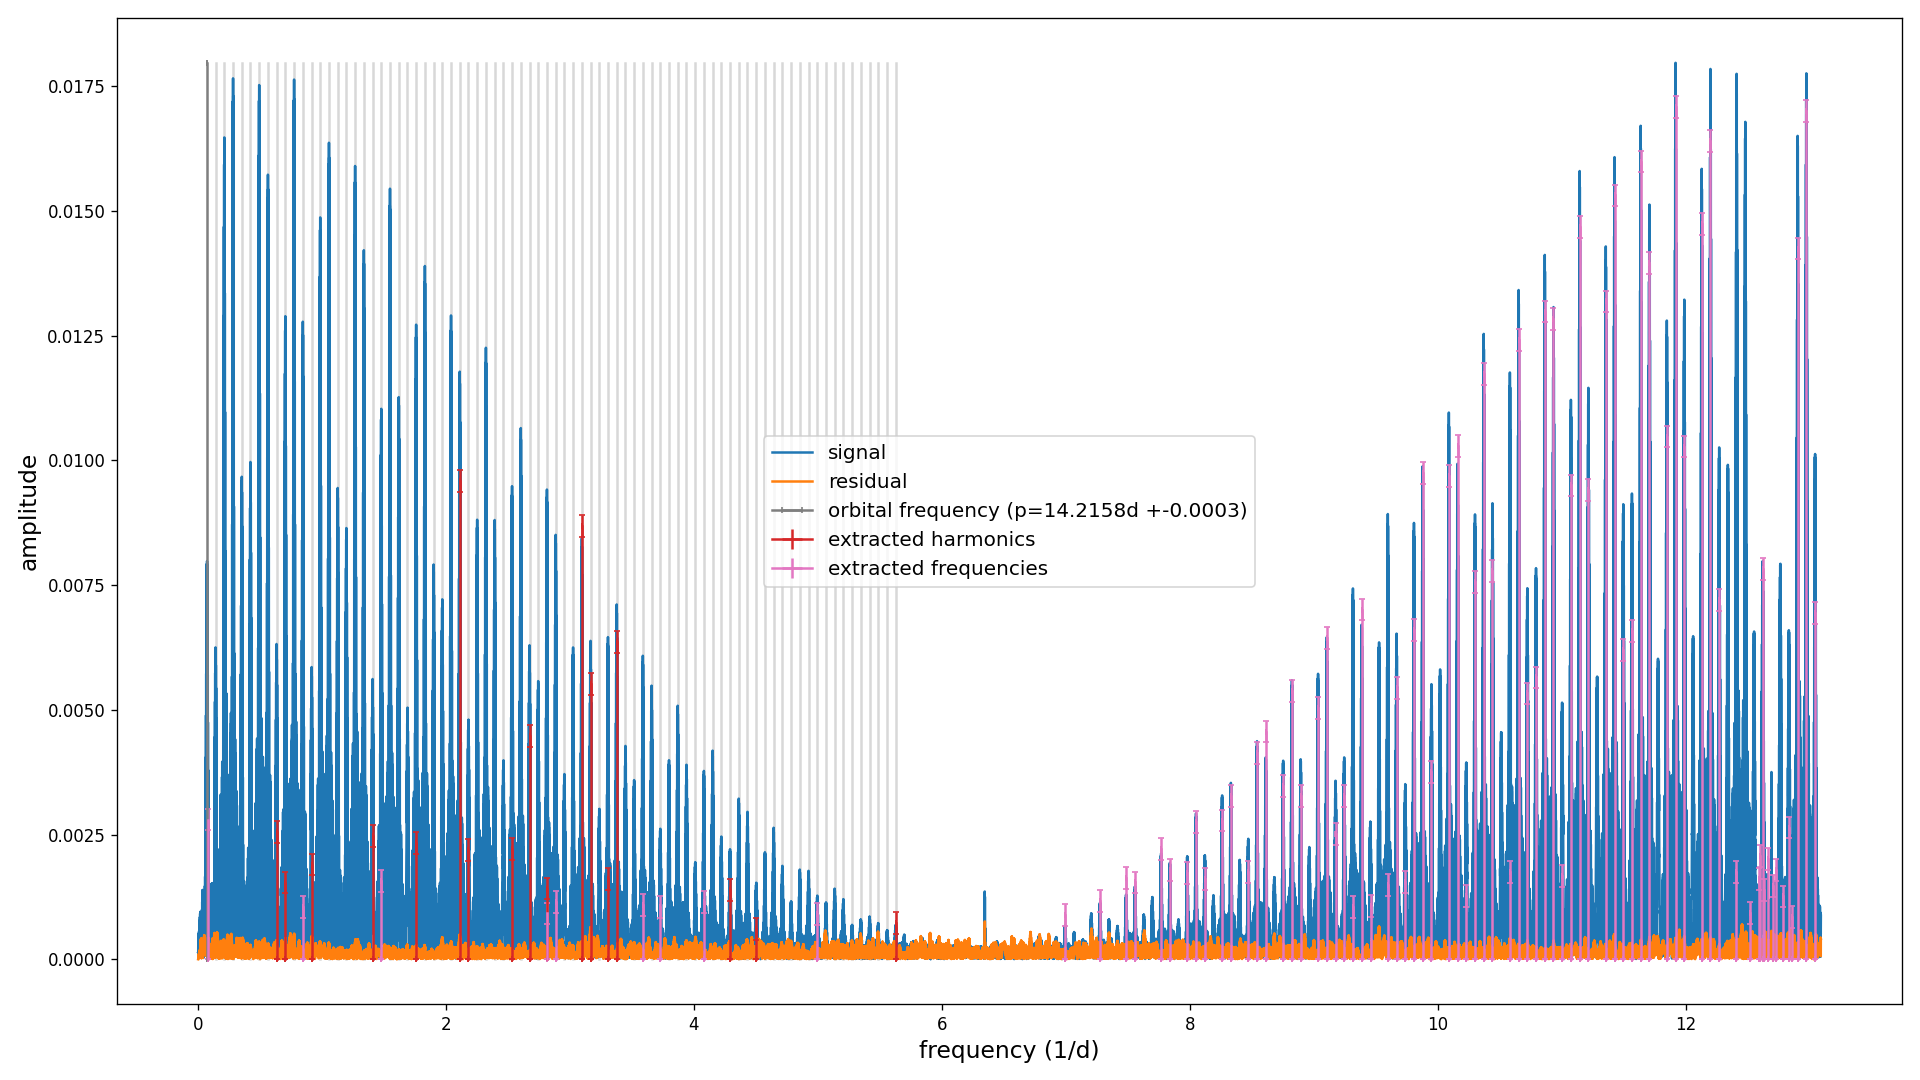 0.0175
0.0150
0.0125
0.0100
0.0075
0.0050
0.0025
0.0000
amplitude
signal
residual
orbital frequency (p=14.2158d +-0.0003)
extracted harmonics
extracted frequencies
0 2 4 6 8 10 12
frequency (1/d)